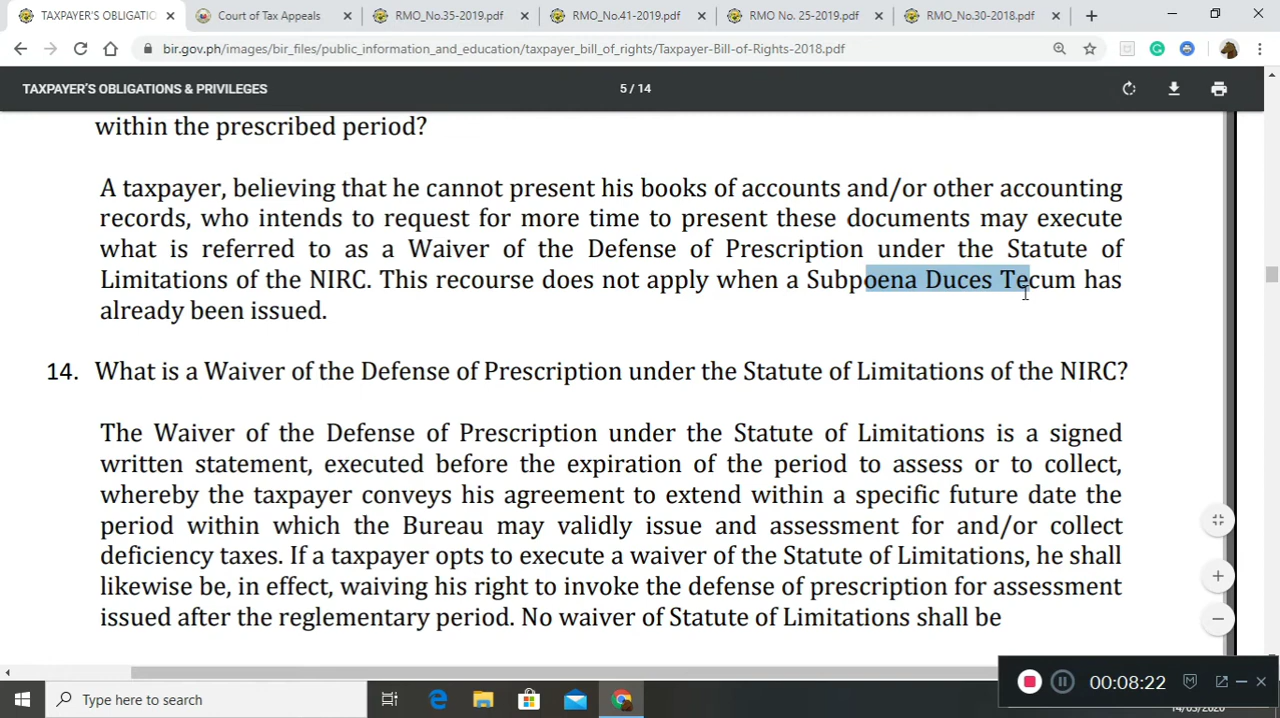 TAXPAYER'S OBLIGATIO
Court of Tax Appeals
RMO_No.35-2019.pdf
RMO_No.41-2019.pdf
RMO No. 25-2019.pdf
RMO_No.30-2018.pdf
bir.gov.ph/images/bir_files/public_information_and_education/taxpayer_bill_of_rights/Taxpayer-Bill-of-Rights-2018.pdf
TAXPAYER'S OBLIGATIONS & PRIVILEGES
5 / 14
within the prescribed period?
A taxpayer, believing that he cannot present his books of accounts and/or other accounting
records, who intends to request for more time to present these documents may execute
what is referred to as a Waiver of the Defense of Prescription under the Statute of
Limitations of the NIRC. This recourse does not apply when a Subpoena Duces Tecum has
already been issued.
14. What is a Waiver of the Defense of Prescription under the Statute of Limitations of the NIRC?
The Waiver of the Defense of Prescription under the Statute of Limitations is a signed
written statement, executed before the expiration of the period to assess or to collect,
whereby the taxpayer conveys his agreement to extend within a specific future date the
period within which the Bureau may validly issue and assessment for and/or collect
deficiency taxes. If a taxpayer opts to execute a waiver of the Statute of Limitations, he shall
likewise be, in effect, waiving his right to invoke the defense of prescription for assessment
issued after the reglementary period. No waiver of Statute of Limitations shall be
00:08:22
Type here to search